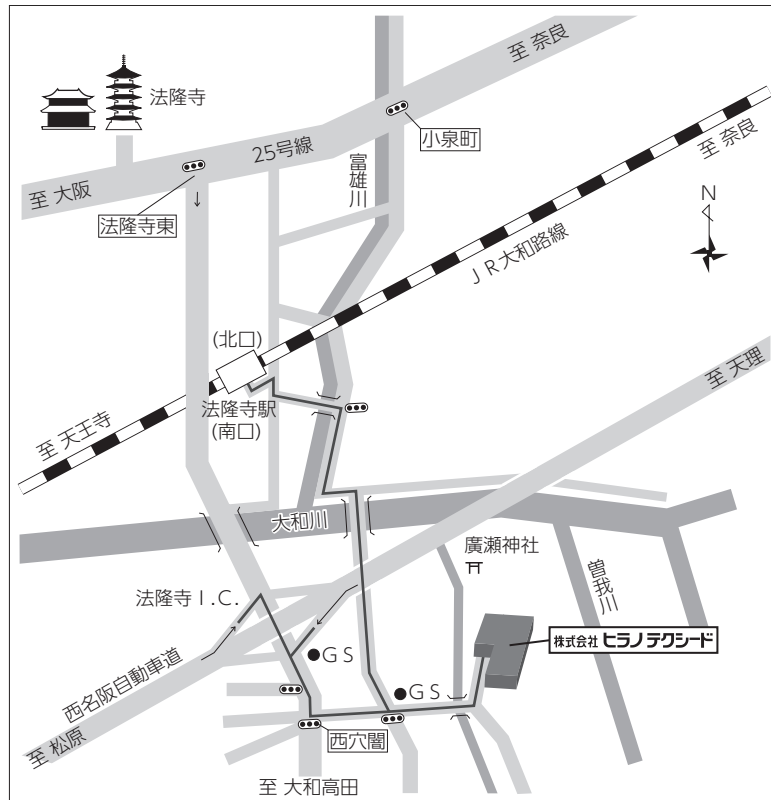 至 奈良
法隆寺
小泉町
25号線
富雄川
至 奈良
至 大阪
法隆寺東
N
ＪＲ大和路線
(北口)
至 天理
法隆寺駅
(南口)
至 天王寺
大和川
廣瀬神社
曽我川
法隆寺Ｉ.Ｃ.
株式会社 ヒラノテクシード
ＧＳ
西名阪自動車道
ＧＳ
西穴闇
至 松原
至 大和高田